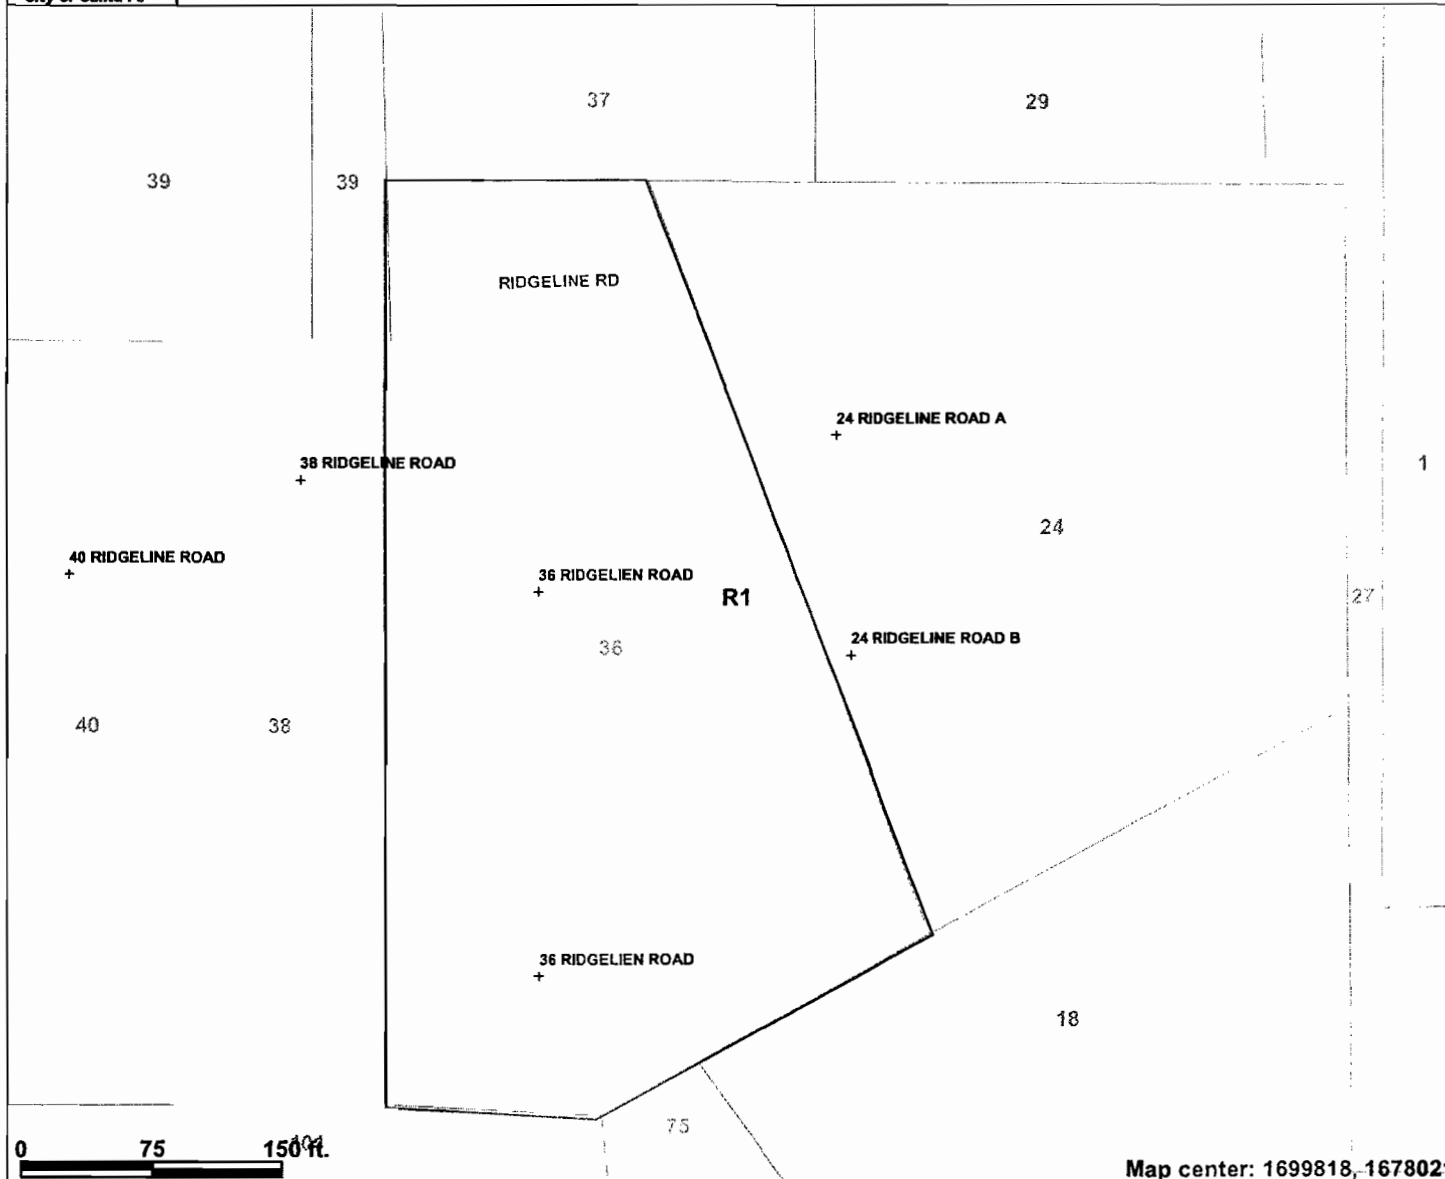 37
29
39
39
RIDGELINE RD
24 RIDGELINE ROAD A
38 RIDGELINE ROAD
1
24
40 RIDGELINE ROAD
36 RIDGELIEN ROAD
R1
27
24 RIDGELINE ROAD B
36
40
38
36 RIDGELIEN ROAD
18
75
0 75 150 ft.
Map center: 1699818, 167802